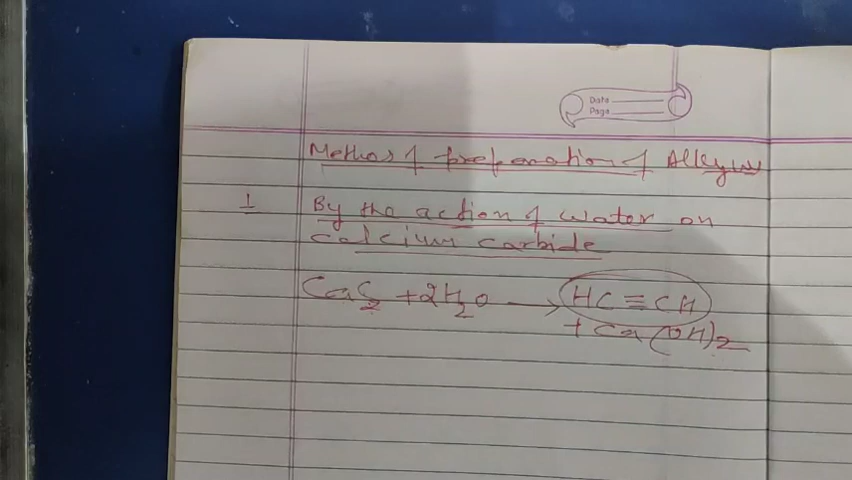 Date
Page
Method of preparation of Alkynes
1 By the action of water on
calcium carbide
CaC₂ + 2H₂O → HC≡CH
+ Ca(OH)₂